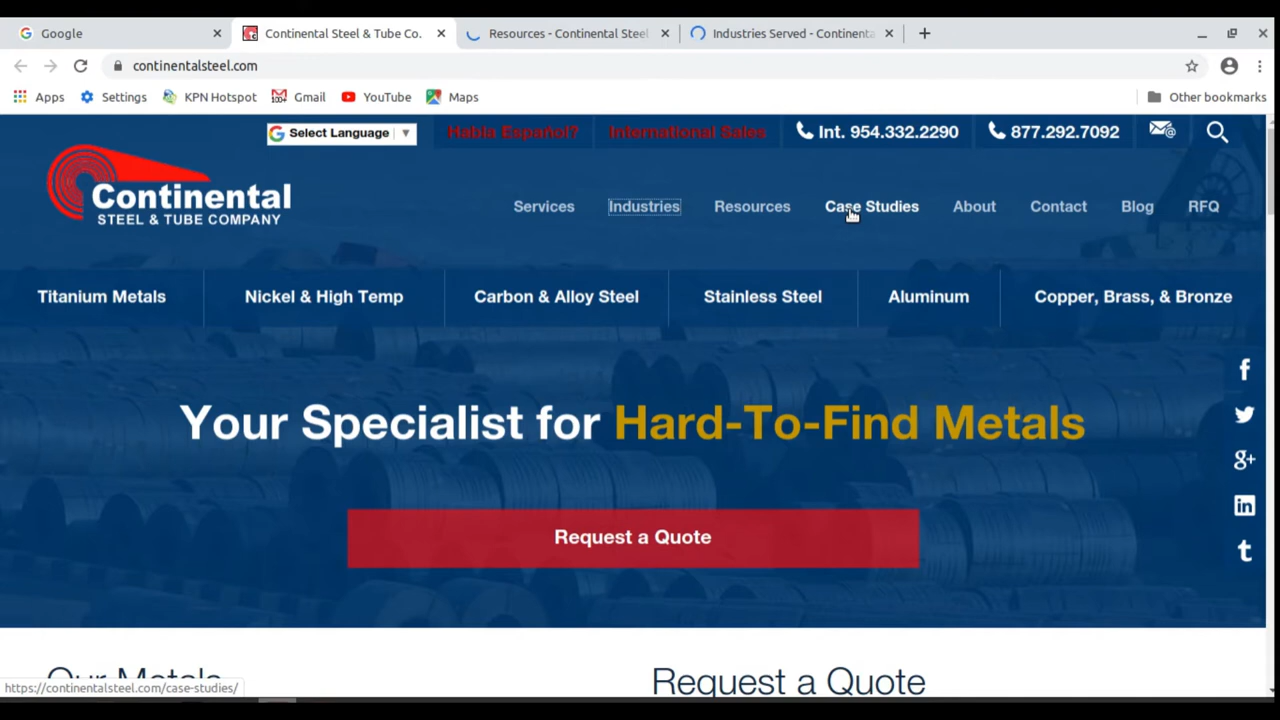 Google
Continental Steel & Tube Co.
Resources - Continental Steel
Industries Served - Continenta
continentalsteel.com
Apps
Settings
KPN Hotspot
Gmail
YouTube
Maps
Other bookmarks
Select Language
Habla Español?
International Sales
Int. 954.332.2290
877.292.7092
Continental
STEEL & TUBE COMPANY
Services
Industries
Resources
Case Studies
About
Contact
Blog
RFQ
Titanium Metals
Nickel & High Temp
Carbon & Alloy Steel
Stainless Steel
Aluminum
Copper, Brass, & Bronze
Your Specialist for Hard-To-Find Metals
Request a Quote
Our Metals
Request a Quote
https://continentalsteel.com/case-studies/